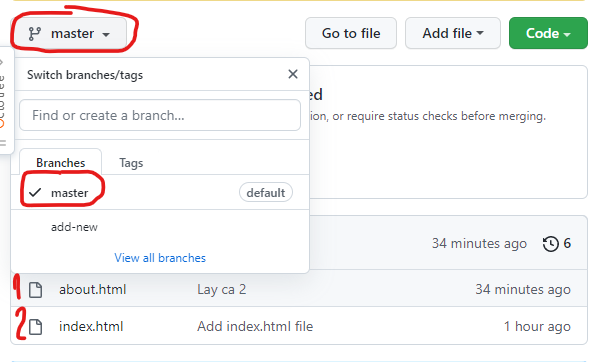 master
Go to file
Add file
Code
Switch branches/tags
ed
Find or create a branch...
ion, or require status checks before merging.
Branches
Tags
master
default
add-new
34 minutes ago
6
View all branches
1
about.html
Lay ca 2
34 minutes ago
2
index.html
Add index.html file
1 hour ago